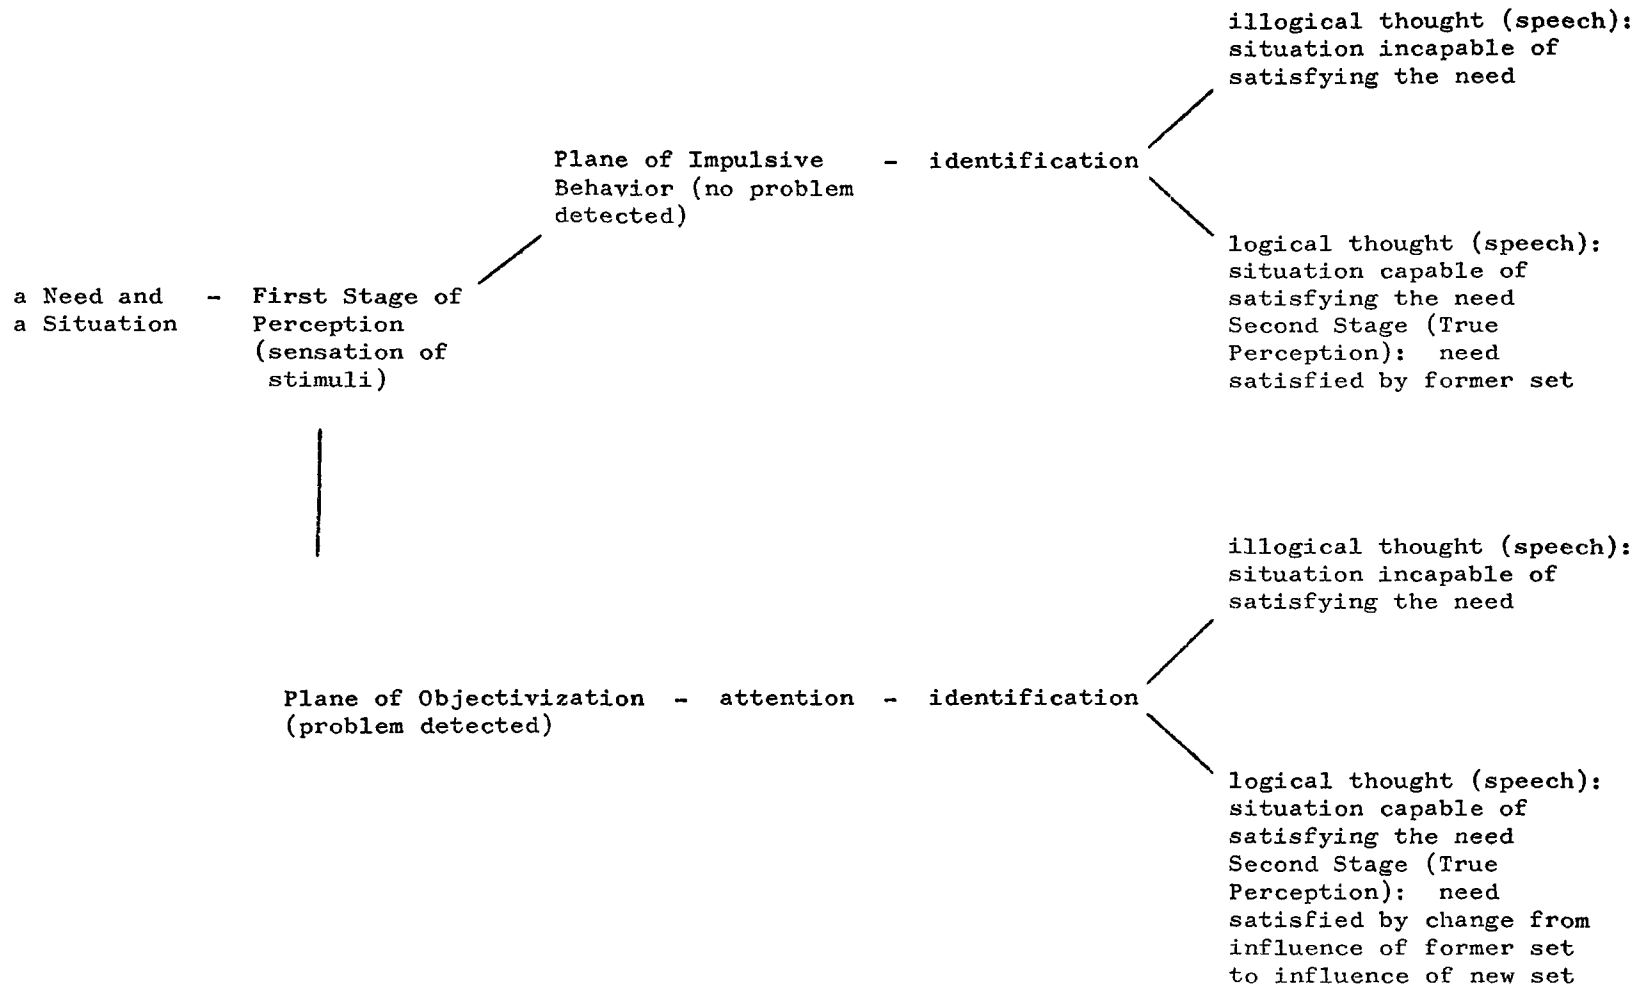 illogical thought (speech):
situation incapable of
satisfying the need
Plane of Impulsive - identification
Behavior (no problem
detected)
logical thought (speech):
situation capable of
satisfying the need
Second Stage (True
Perception): need
satisfied by former set
a Need and - First Stage of
a Situation Perception
(sensation of
stimuli)
illogical thought (speech):
situation incapable of
satisfying the need
Plane of Objectivization - attention - identification
(problem detected)
logical thought (speech):
situation capable of
satisfying the need
Second Stage (True
Perception): need
satisfied by change from
influence of former set
to influence of new set